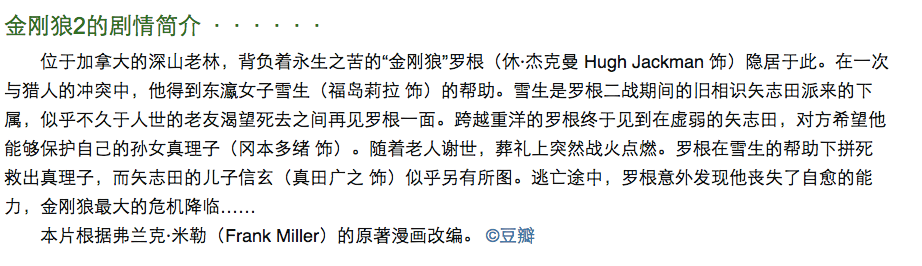 金刚狼2的剧情简介 · · · · · ·
位于加拿大的深山老林，背负着永生之苦的“金刚狼”罗根（休·杰克曼 Hugh Jackman 饰）隐居于此。在一次
与猎人的冲突中，他得到东瀛女子雪生（福岛莉拉 饰）的帮助。雪生是罗根二战期间的旧相识矢志田派来的下
属，似乎不久于人世的老友渴望死去之间再见罗根一面。跨越重洋的罗根终于见到在虚弱的矢志田，对方希望他
能够保护自己的孙女真理子（冈本多绪 饰）。随着老人谢世，葬礼上突然战火点燃。罗根在雪生的帮助下拼死
救出真理子，而矢志田的儿子信玄（真田广之 饰）似乎另有所图。逃亡途中，罗根意外发现他丧失了自愈的能
力，金刚狼最大的危机降临……
本片根据弗兰克·米勒（Frank Miller）的原著漫画改编。 ©豆瓣